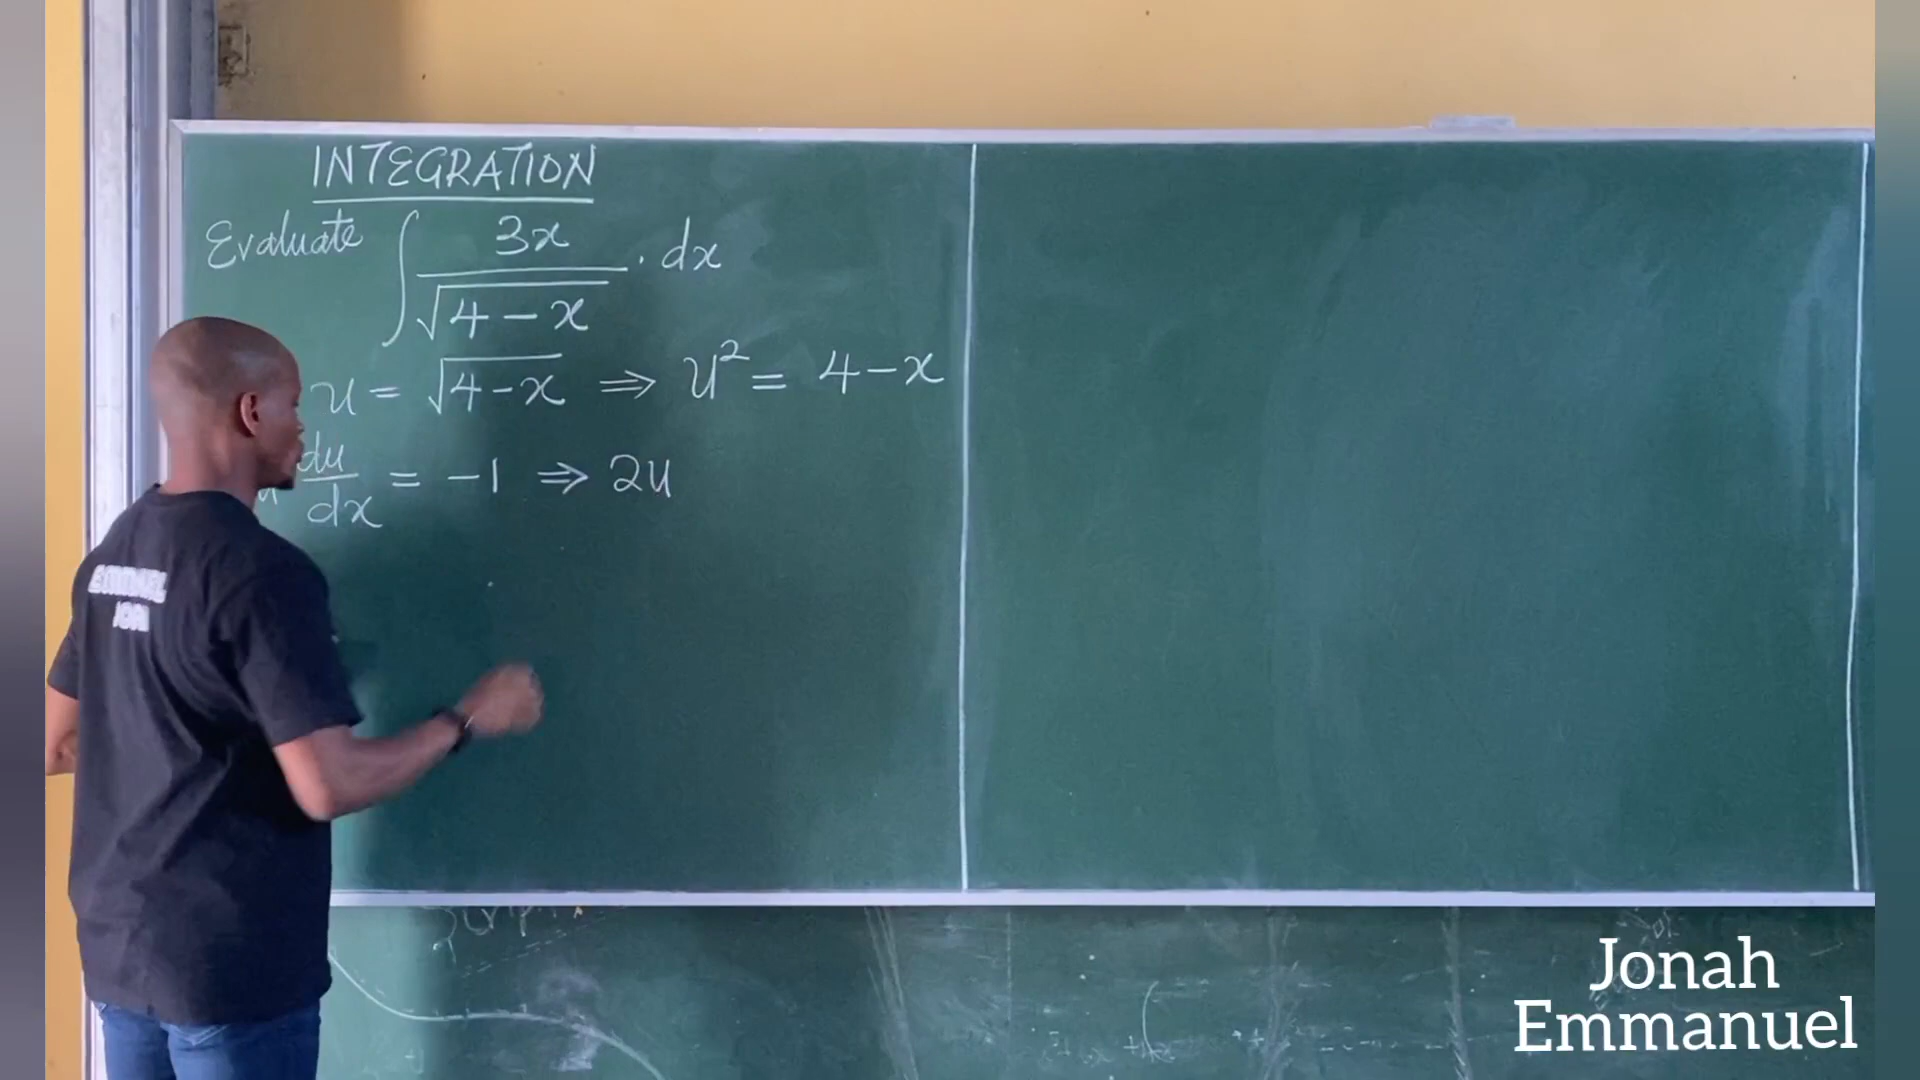 INTEGRATION
Evaluate ∫ 3x / √(4 − x) . dx
u = √(4−x) ⇒ u² = 4−x
u du/dx = −1 ⇒ 2u
Jonah
Emmanuel